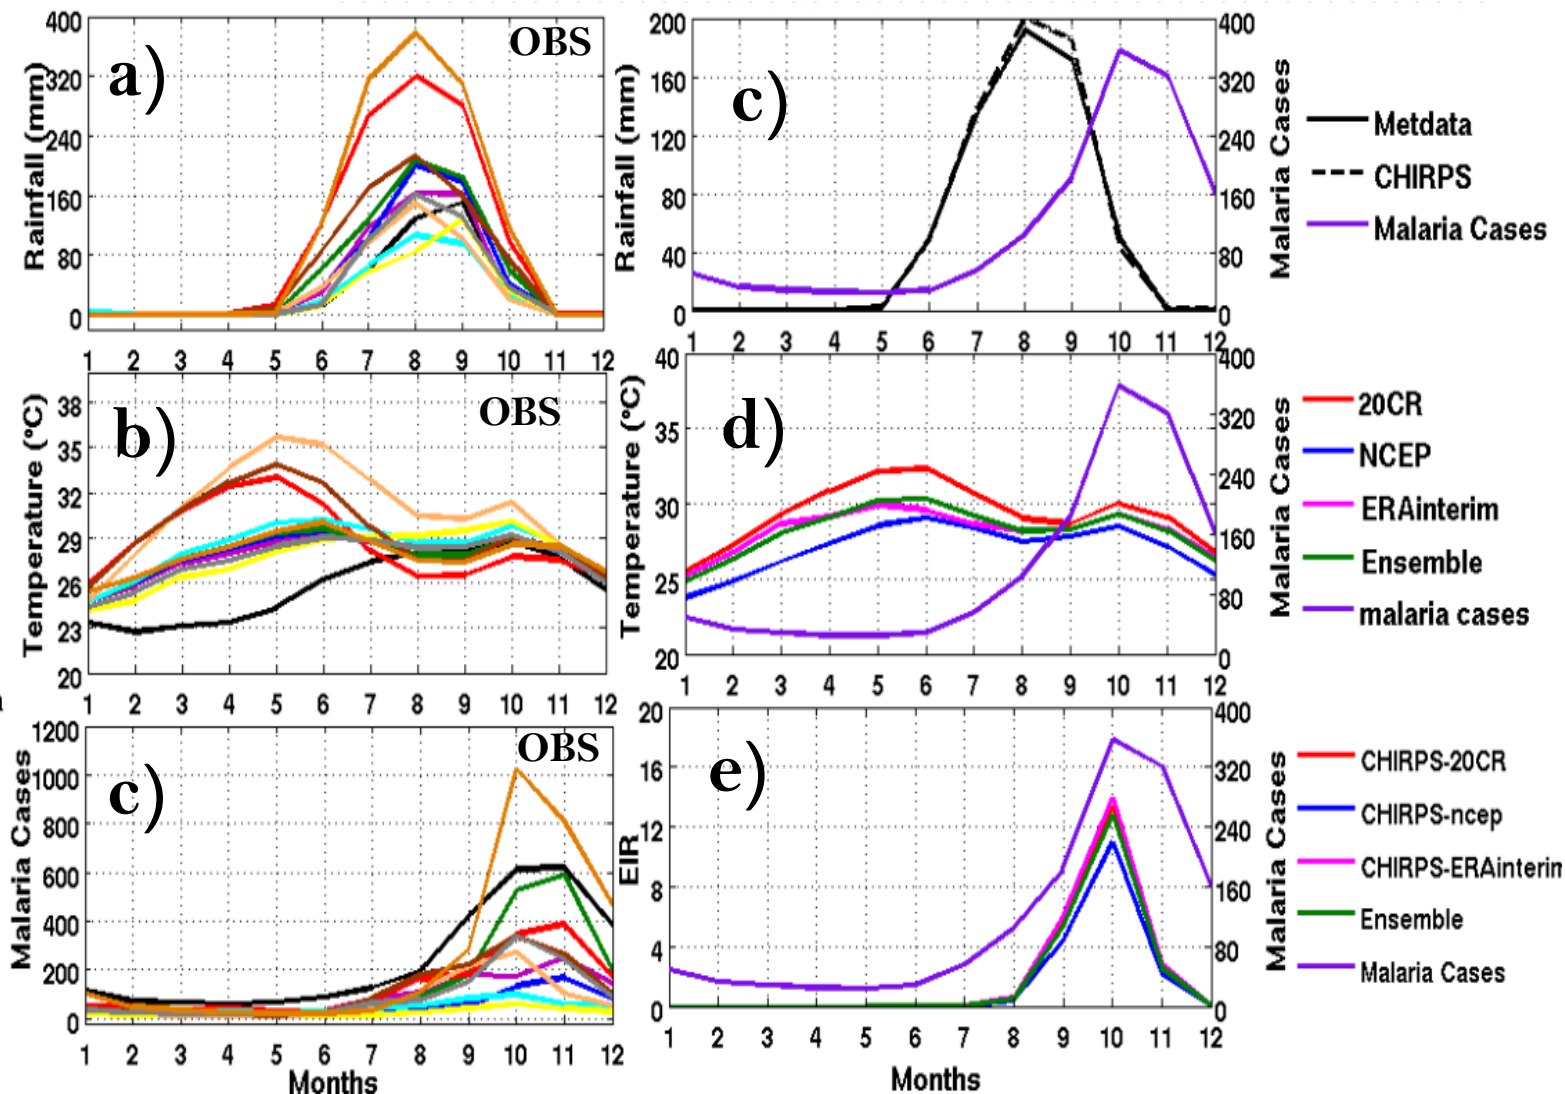 a)
OBS
Rainfall (mm)
400
320
240
160
80
0
1 2 3 4 5 6 7 8 9 10 11 12
c)
Rainfall (mm)
200
160
120
80
40
0
Malaria Cases
400
320
240
160
80
0
1 2 3 4 5 6 7 8 9 10 11 12
Metdata
CHIRPS
Malaria Cases
b)
OBS
Temperature (°C)
38
35
32
29
26
23
20
1 2 3 4 5 6 7 8 9 10 11 12
d)
Temperature (°C)
40
35
30
25
20
Malaria Cases
400
320
240
160
80
0
1 2 3 4 5 6 7 8 9 10 11 12
20CR
NCEP
ERAinterim
Ensemble
malaria cases
c)
OBS
Malaria Cases
1200
1000
800
600
400
200
0
1 2 3 4 5 6 7 8 9 10 11 12
Months
e)
EIR
20
16
12
8
4
0
Malaria Cases
400
320
240
160
80
0
1 2 3 4 5 6 7 8 9 10 11 12
Months
CHIRPS-20CR
CHIRPS-ncep
CHIRPS-ERAinterim
Ensemble
Malaria Cases